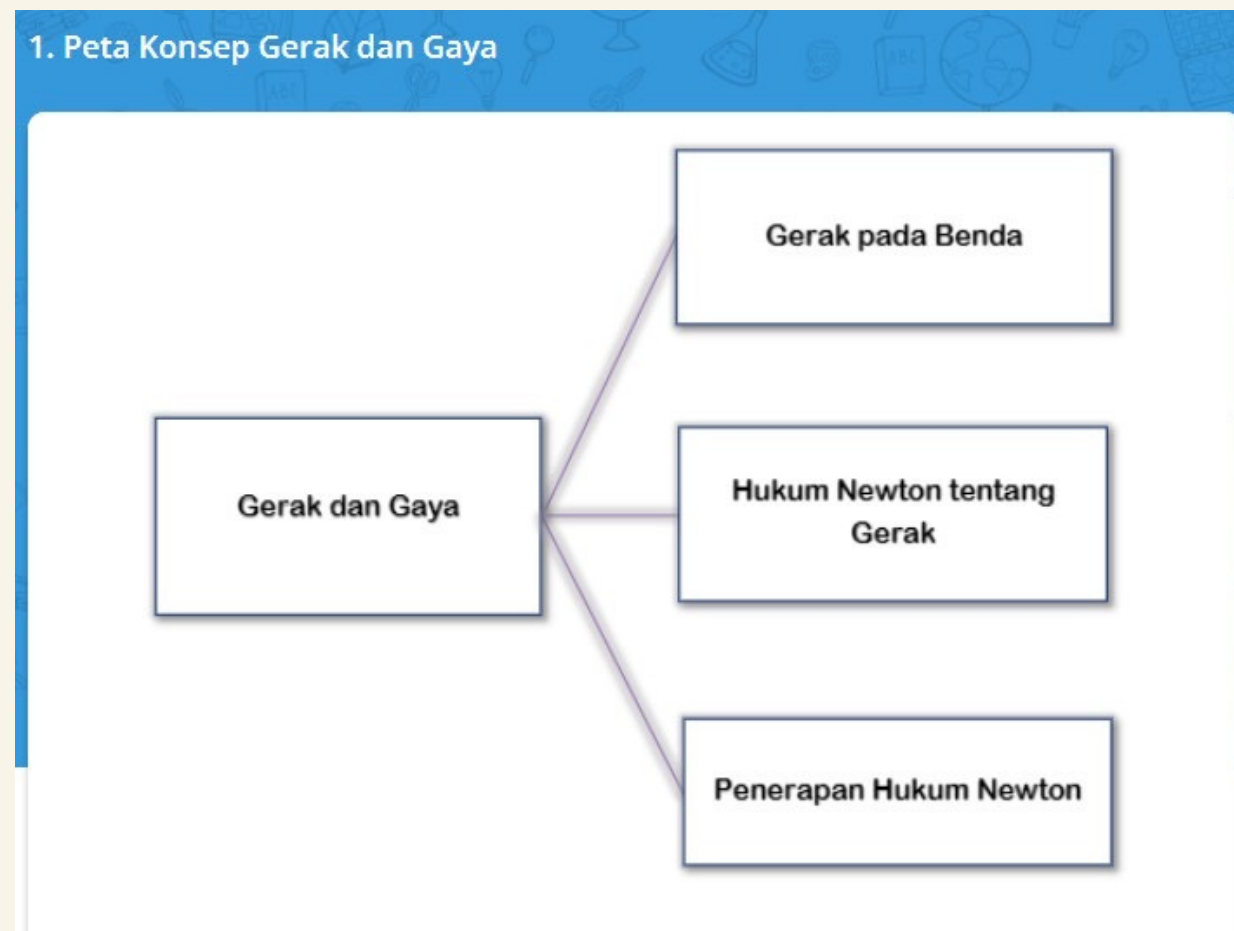 1. Peta Konsep Gerak dan Gaya
Gerak pada Benda
Gerak dan Gaya
Hukum Newton tentang
Gerak
Penerapan Hukum Newton